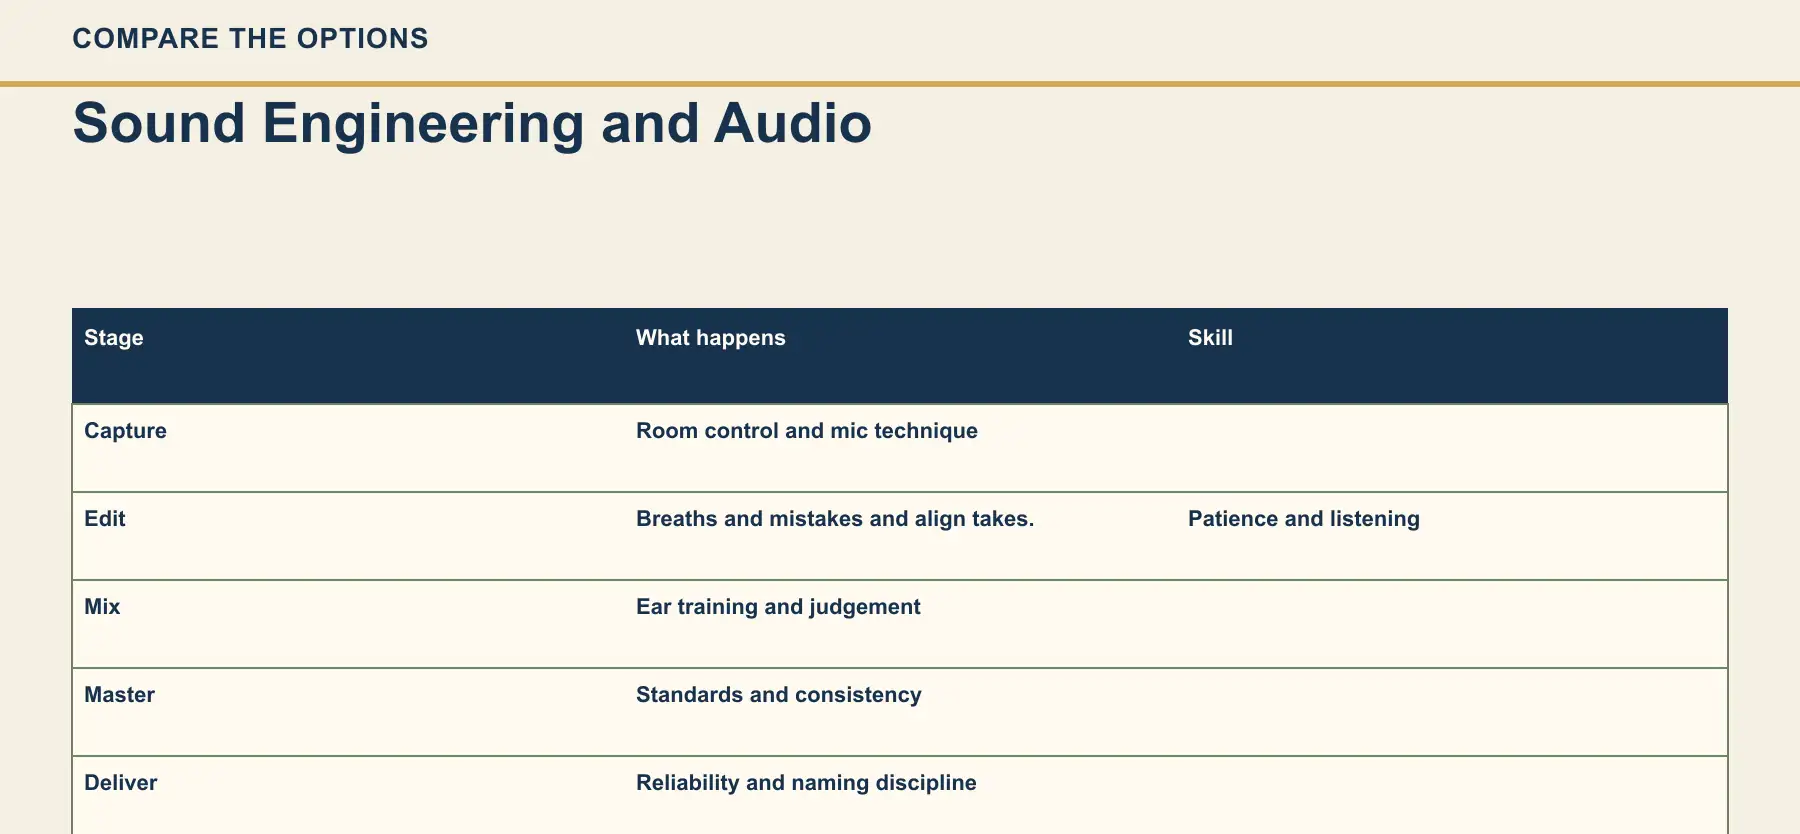 COMPARE THE OPTIONS
Sound Engineering and Audio
Stage What happens Skill
Capture Room control and mic technique
Edit Breaths and mistakes and align takes. Patience and listening
Mix Ear training and judgement
Master Standards and consistency
Deliver Reliability and naming discipline